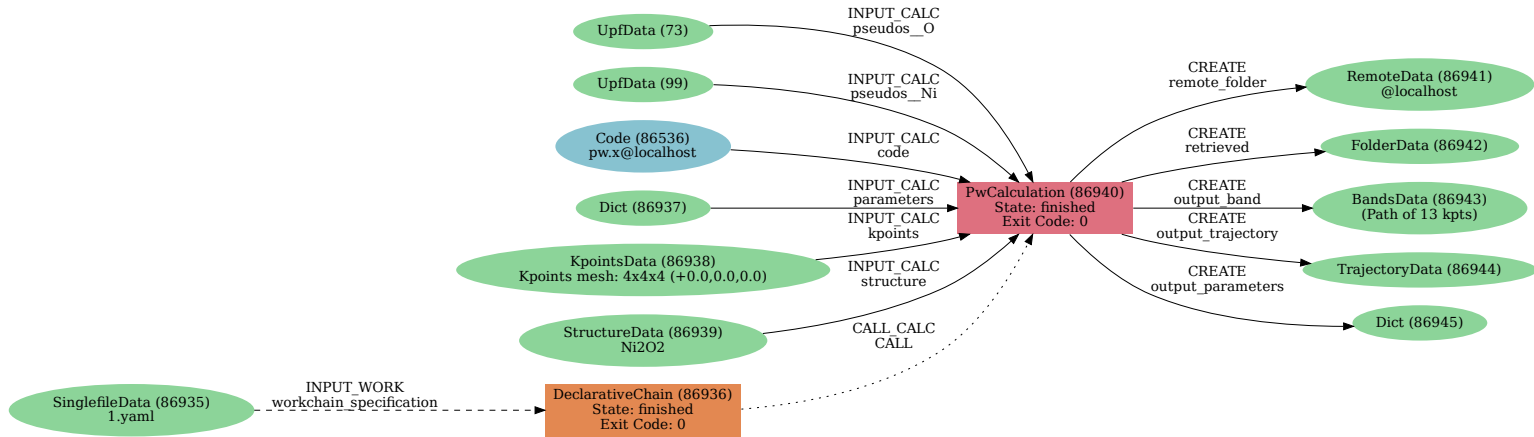 UpfData (73)
INPUT_CALC
pseudos__O
UpfData (99)
INPUT_CALC
pseudos__Ni
Code (86536)
pw.x@localhost
INPUT_CALC
code
Dict (86937)
INPUT_CALC
parameters
KpointsData (86938)
Kpoints mesh: 4x4x4 (+0.0,0.0,0.0)
INPUT_CALC
kpoints
StructureData (86939)
Ni2O2
INPUT_CALC
structure
SinglefileData (86935)
1.yaml
INPUT_WORK
workchain_specification
DeclarativeChain (86936)
State: finished
Exit Code: 0
CALL_CALC
CALL
PwCalculation (86940)
State: finished
Exit Code: 0
CREATE
remote_folder
RemoteData (86941)
@localhost
CREATE
retrieved
FolderData (86942)
CREATE
output_band
BandsData (86943)
(Path of 13 kpts)
CREATE
output_trajectory
TrajectoryData (86944)
CREATE
output_parameters
Dict (86945)